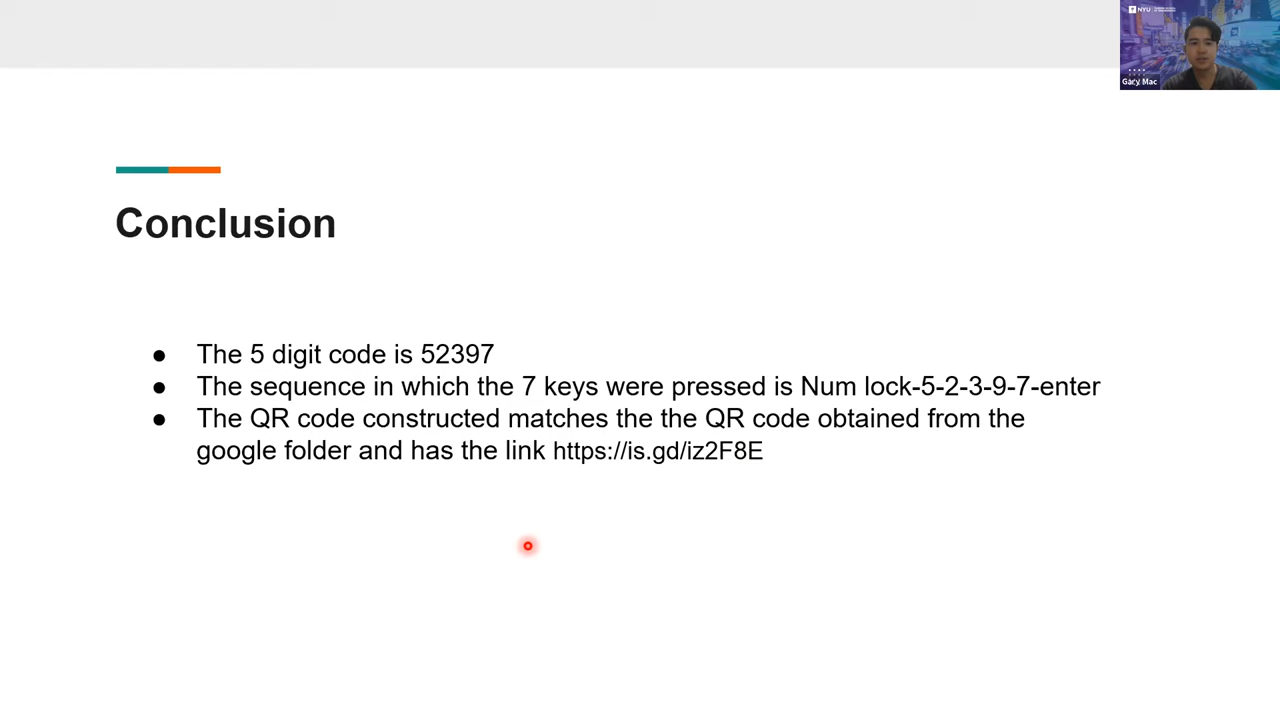 NYU
Gary Mac
Conclusion
● The 5 digit code is 52397
● The sequence in which the 7 keys were pressed is Num lock-5-2-3-9-7-enter
● The QR code constructed matches the the QR code obtained from the
google folder and has the link https://is.gd/iz2F8E